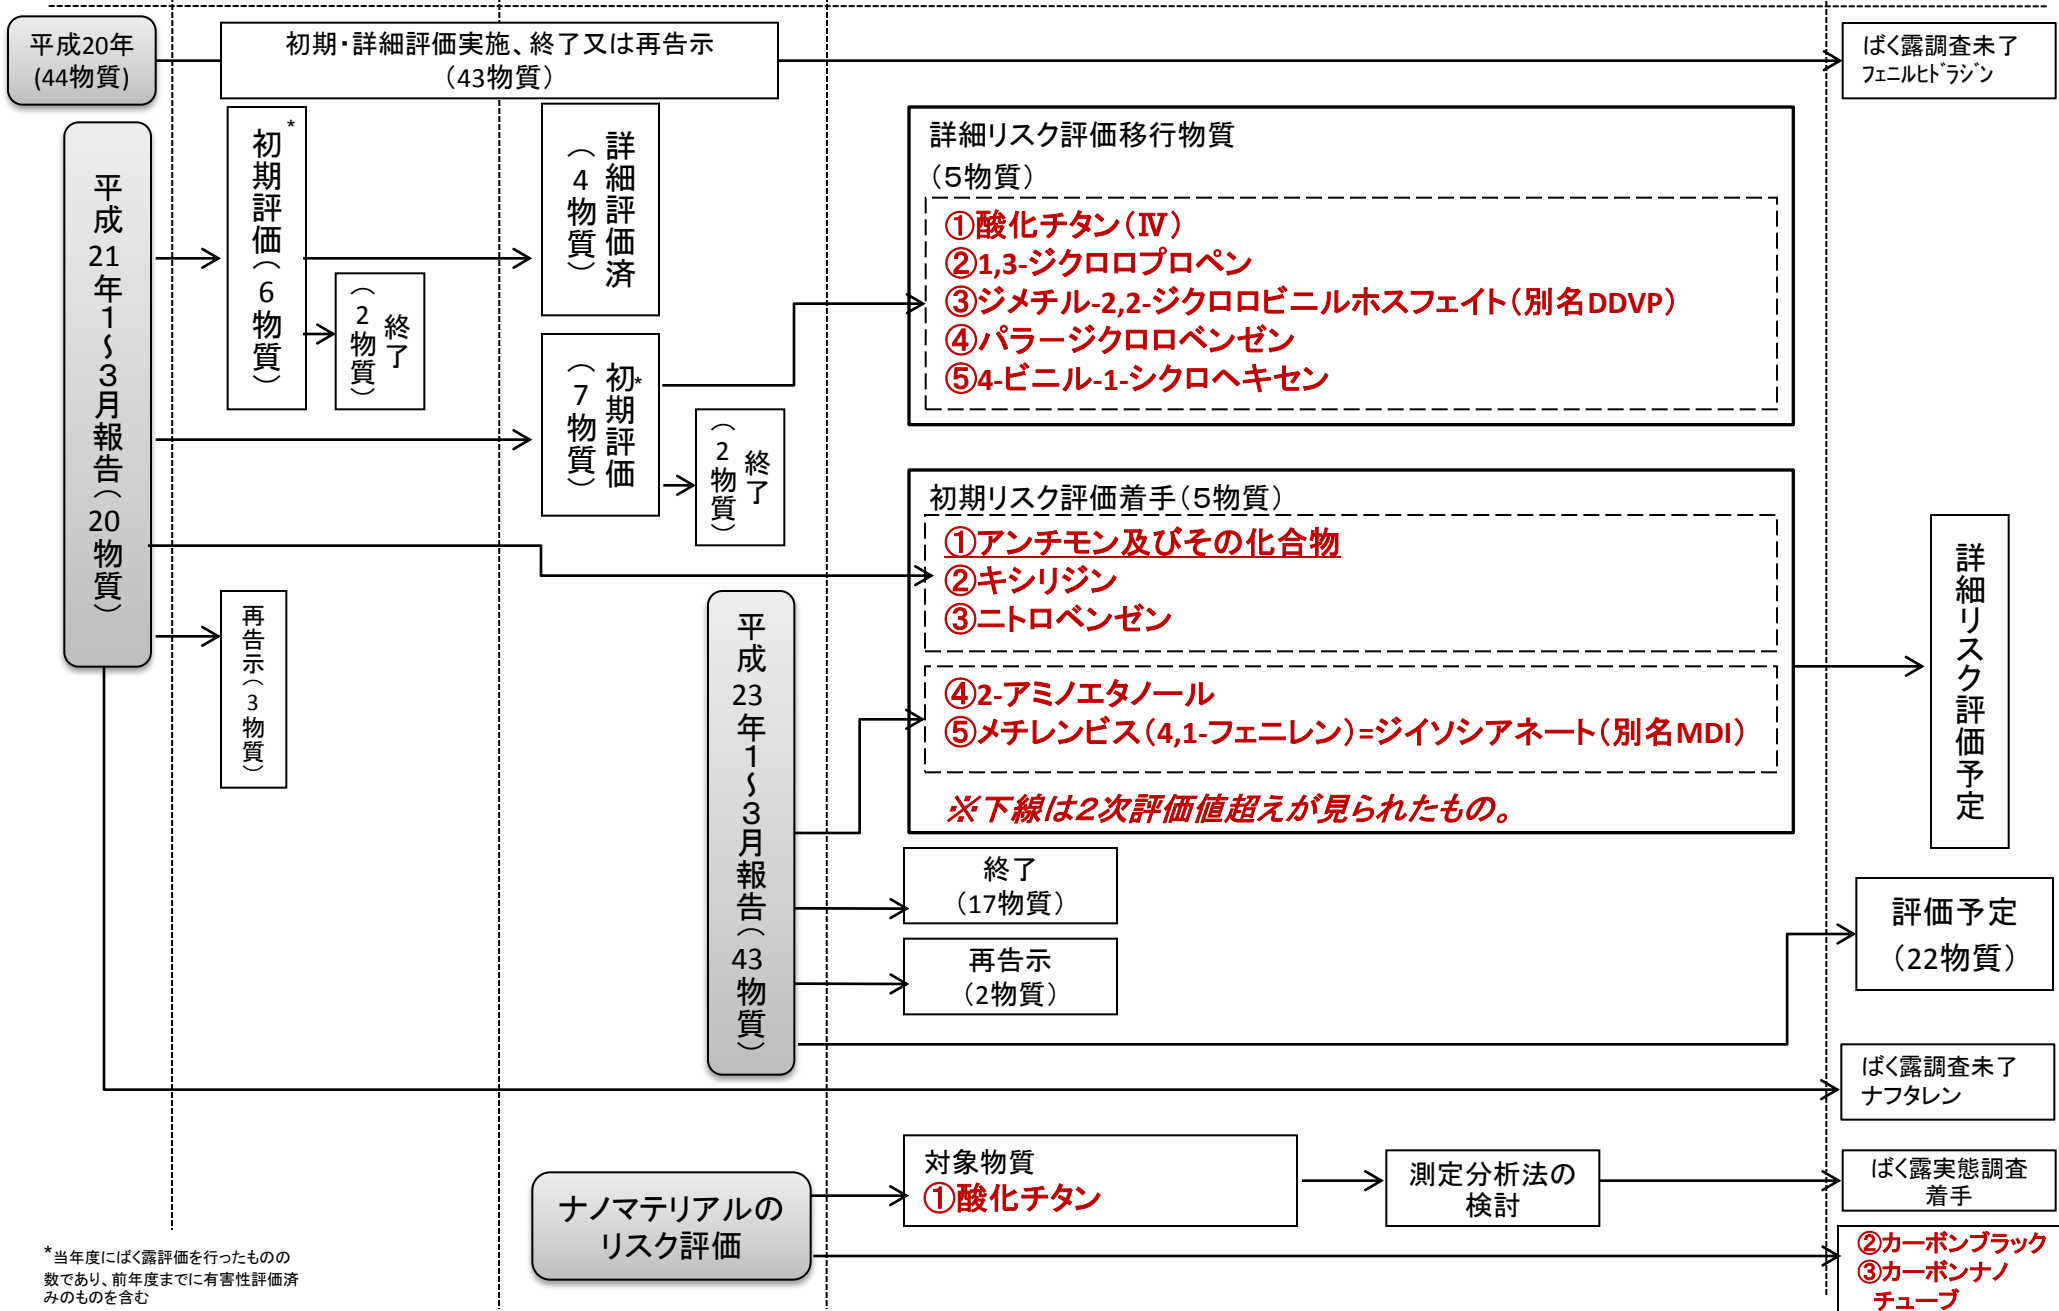 平成20年
(44物質)
初期・詳細評価実施、終了又は再告示
（43物質）
ばく露調査未了
フェニルヒドラジン
平成21年1～3月報告（20物質）
初期評価（6物質）
*
終了
（2物質）
詳細評価済
（4物質）
初期評価
*
（7物質）
終了
（2物質）
再告示（3物質）
詳細リスク評価移行物質
（5物質）
①酸化チタン（Ⅳ）
②1,3-ジクロロプロペン
③ジメチル-2,2-ジクロロビニルホスフェイト（別名DDVP）
④パラージクロロベンゼン
⑤4-ビニル-1-シクロヘキセン
初期リスク評価着手（5物質）
①アンチモン及びその化合物
②キシリジン
③ニトロベンゼン
④2-アミノエタノール
⑤メチレンビス（4,1-フェニレン）=ジイソシアネート（別名MDI）
※下線は2次評価値超えが見られたもの。
詳細リスク評価予定
平成23年1～3月報告（43物質）
終了
（17物質）
再告示
（2物質）
評価予定
（22物質）
ばく露調査未了
ナフタレン
ナノマテリアルの
リスク評価
対象物質
①酸化チタン
測定分析法の
検討
ばく露実態調査
着手
②カーボンブラック
③カーボンナノ
チューブ
*当年度にばく露評価を行ったものの
数であり、前年度までに有害性評価済
みのものを含む